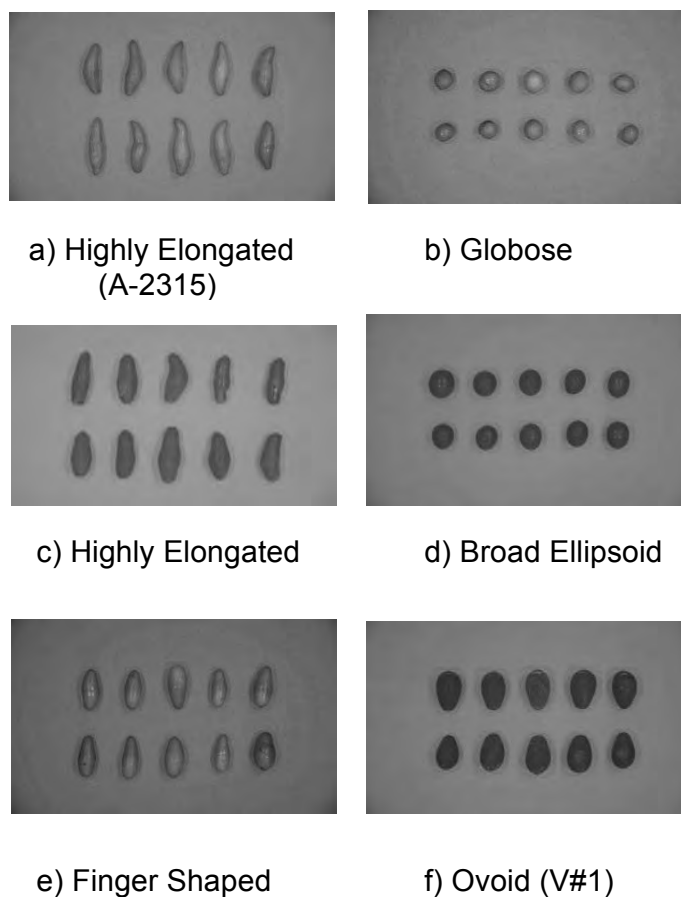 a) Highly Elongated
(A-2315)
b) Globose
c) Highly Elongated
d) Broad Ellipsoid
e) Finger Shaped
f) Ovoid (V#1)